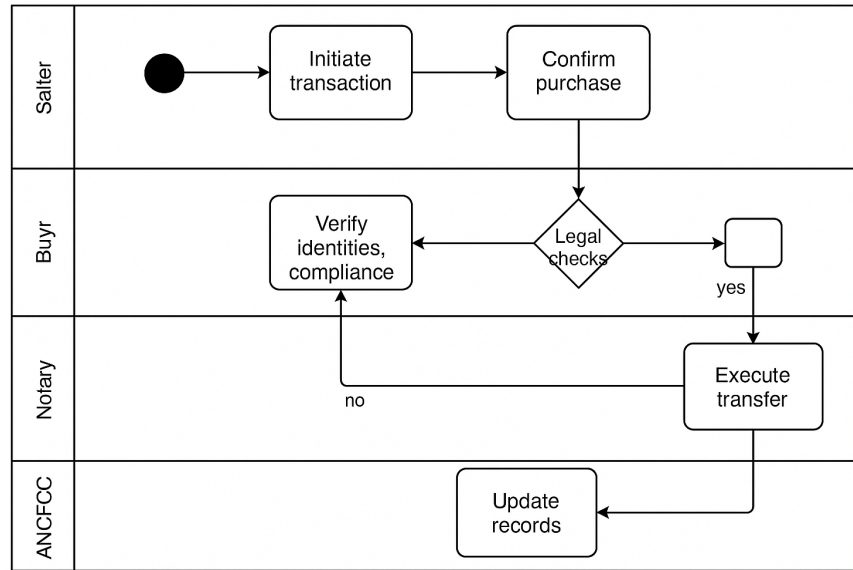 Salter
Initiate
transaction
Confirm
purchase
Buyr
Verify
identities,
compliance
Legal
checks
yes
Notary
Execute
transfer
no
ANCFCC
Update
records